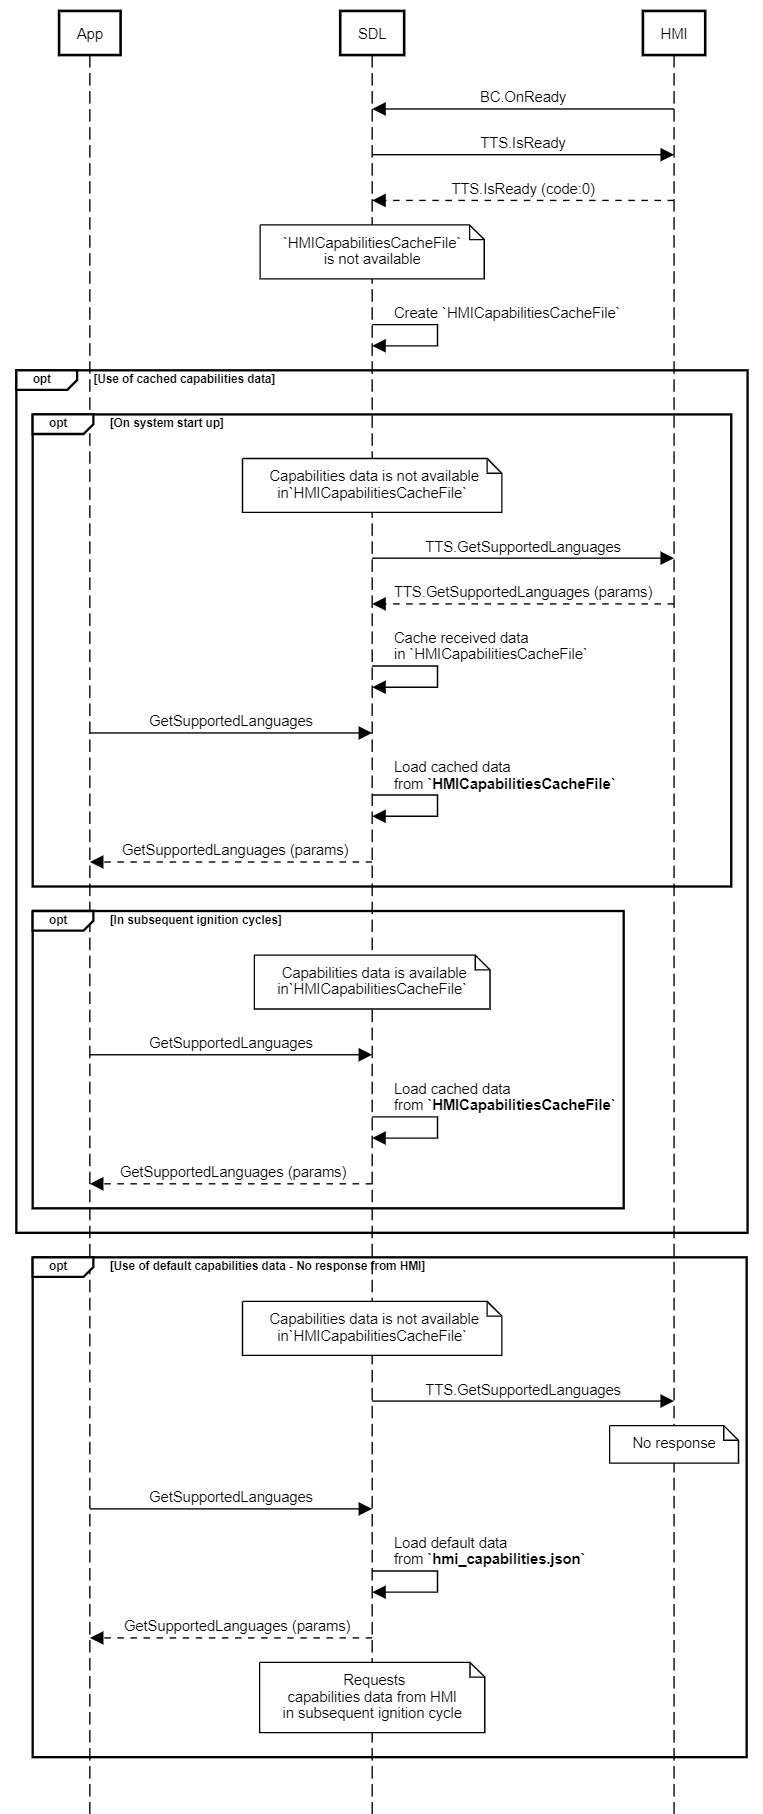 App
SDL
HMI
BC.OnReady
TTS.IsReady
TTS.IsReady (code:0)
`HMICapabilitiesCacheFile`
is not available
Create `HMICapabilitiesCacheFile`
opt
[Use of cached capabilities data]
opt
[On system start up]
Capabilities data is not available
in`HMICapabilitiesCacheFile`
TTS.GetSupportedLanguages
TTS.GetSupportedLanguages (params)
Cache received data
in `HMICapabilitiesCacheFile`
GetSupportedLanguages
Load cached data
from `HMICapabilitiesCacheFile`
GetSupportedLanguages (params)
opt
[In subsequent ignition cycles]
Capabilities data is available
in`HMICapabilitiesCacheFile`
GetSupportedLanguages
Load cached data
from `HMICapabilitiesCacheFile`
GetSupportedLanguages (params)
opt
[Use of default capabilities data - No response from HMI]
Capabilities data is not available
in`HMICapabilitiesCacheFile`
TTS.GetSupportedLanguages
No response
GetSupportedLanguages
Load default data
from `hmi_capabilities.json`
GetSupportedLanguages (params)
Requests
capabilities data from HMI
in subsequent ignition cycle